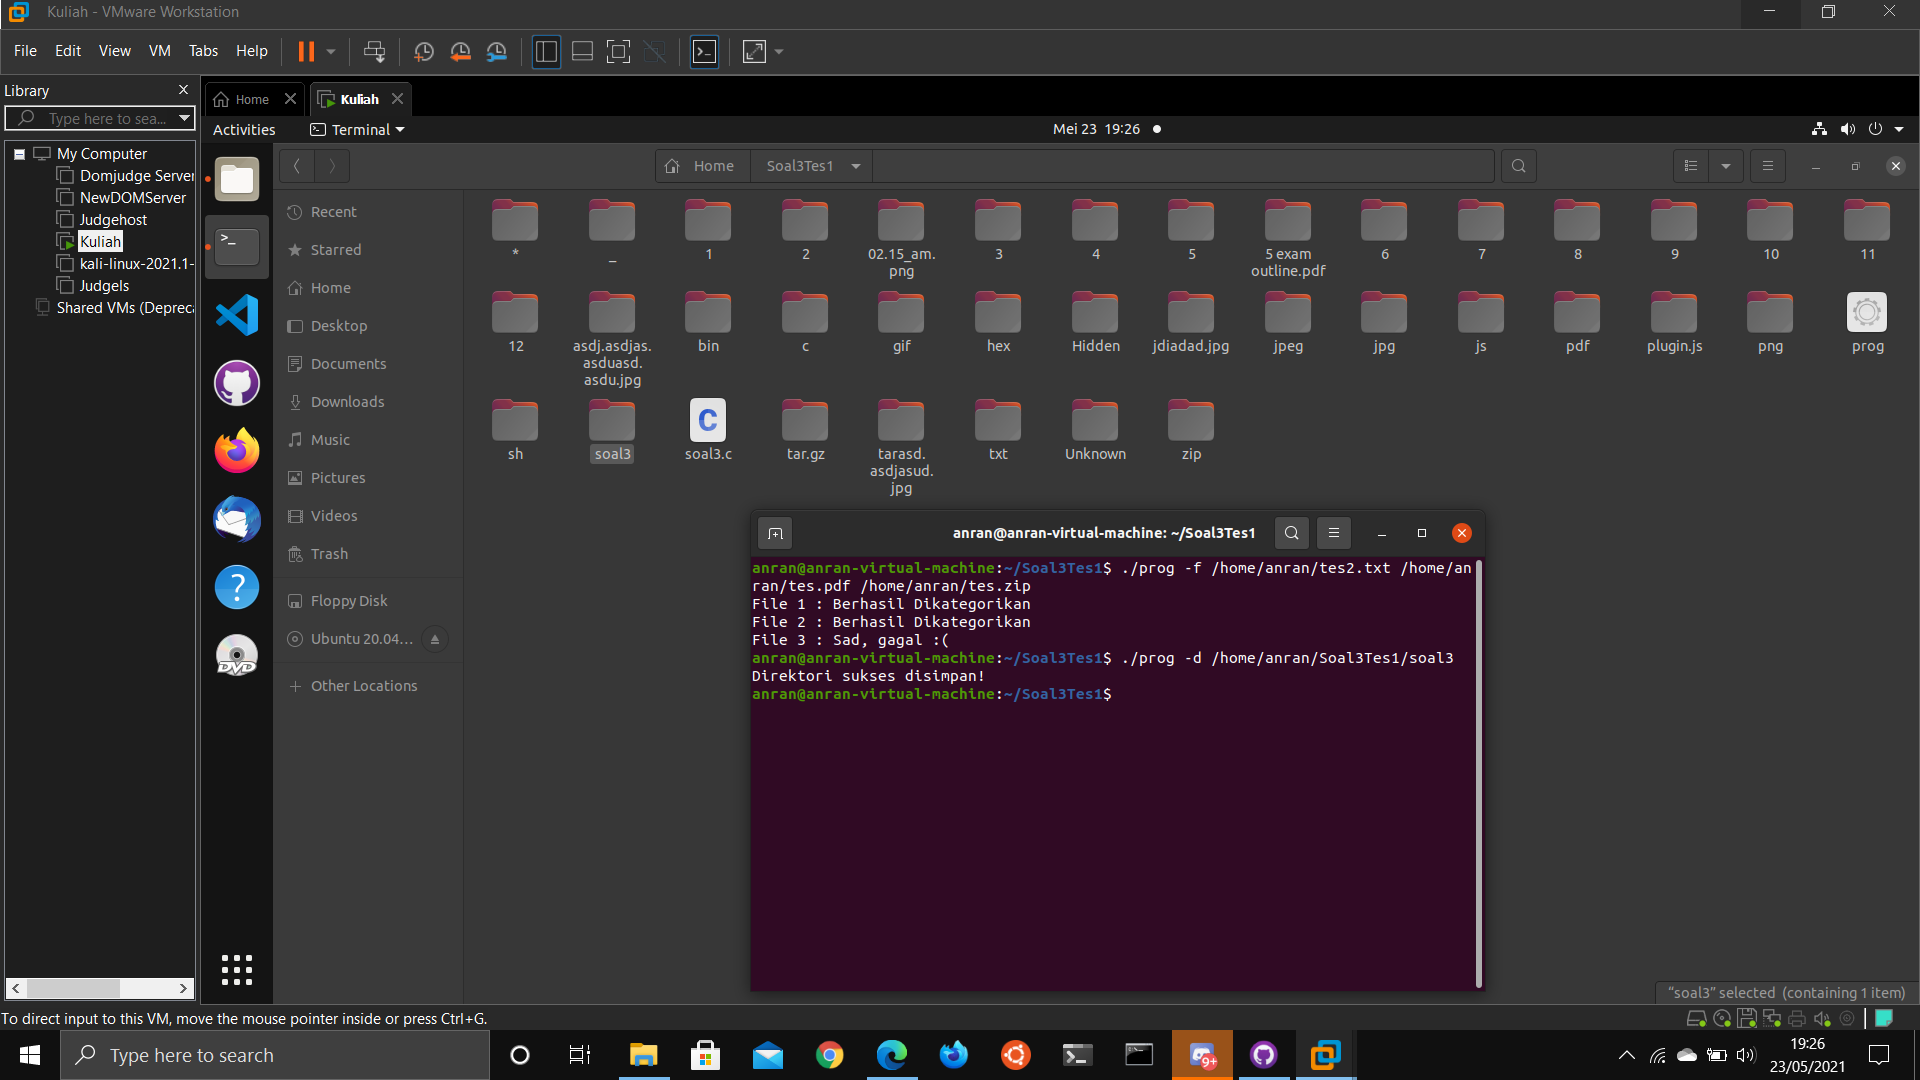 Kuliah - VMware Workstation
File Edit View VM Tabs Help
Library
Type here to sea...
My Computer
Domjudge Server
NewDOMServer
Judgehost
Kuliah
kali-linux-2021.1-
Judgels
Shared VMs (Depreca
Home
Kuliah
Activities
Terminal
Mei 23 19:26
Home
Soal3Tes1
Recent
Starred
Home
Desktop
Documents
Downloads
Music
Pictures
Videos
Trash
Floppy Disk
Ubuntu 20.04...
Other Locations
*
_
1
2
02.15_am.
png
3
4
5
5 exam
outline.pdf
6
7
8
9
10
11
12
asdj.asdjas.
asduasd.
asdu.jpg
bin
c
gif
hex
Hidden
jdiadad.jpg
jpeg
jpg
js
pdf
plugin.js
png
prog
sh
soal3
C
soal3.c
tar.gz
tarasd.
asdjasud.
jpg
txt
Unknown
zip
anran@anran-virtual-machine: ~/Soal3Tes1
anran@anran-virtual-machine:~/Soal3Tes1$ ./prog -f /home/anran/tes2.txt /home/an
ran/tes.pdf /home/anran/tes.zip
File 1 : Berhasil Dikategorikan
File 2 : Berhasil Dikategorikan
File 3 : Sad, gagal :(
anran@anran-virtual-machine:~/Soal3Tes1$ ./prog -d /home/anran/Soal3Tes1/soal3
Direktori sukses disimpan!
anran@anran-virtual-machine:~/Soal3Tes1$
DVD
"soal3" selected (containing 1 item)
To direct input to this VM, move the mouse pointer inside or press Ctrl+G.
Type here to search
9+
19:26
23/05/2021